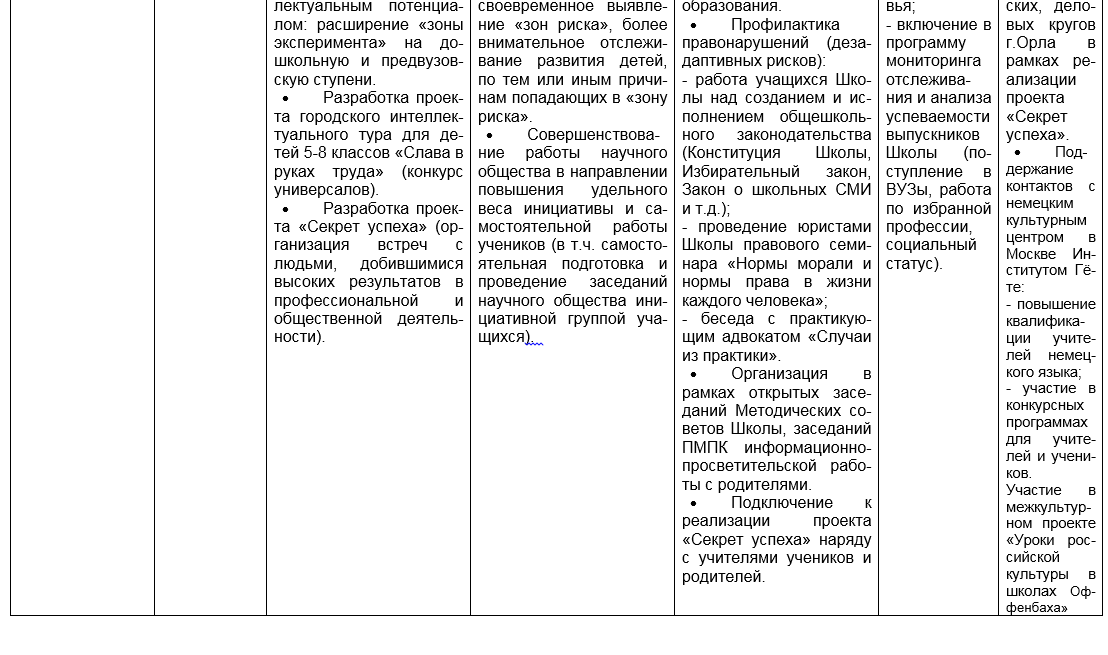 лектуальным потенциа-
лом: расширение «зоны
эксперимента» на до-
школьную и предвузов-
скую ступени.
• Разработка проек-
та городского интеллек-
туального тура для де-
тей 5-8 классов «Слава в
руках труда» (конкурс
универсалов).
• Разработка проек-
та «Секрет успеха» (ор-
ганизация встреч с
людьми, добившимися
высоких результатов в
профессиональной и
общественной деятель-
ности).
своевременное выявле-
ние «зон риска», более
внимательное отслежи-
вание развития детей,
по тем или иным причи-
нам попадающих в «зону
риска».
• Совершенствова-
ние работы научного
общества в направлении
повышения удельного
веса инициативы и са-
мостоятельной работы
учеников (в т.ч. самосто-
ятельная подготовка и
проведение заседаний
научного общества ини-
циативной группой уча-
щихся).
образования.
• Профилактика
правонарушений (деза-
даптивных рисков):
- работа учащихся Шко-
лы над созданием и ис-
полнением общешколь-
ного законодательства
(Конституция Школы,
Избирательный закон,
Закон о школьных СМИ
и т.д.);
- проведение юристами
Школы правового семи-
нара «Нормы морали и
нормы права в жизни
каждого человека»;
- беседа с практикую-
щим адвокатом «Случаи
из практики».
• Организация в
рамках открытых засе-
даний Методических со-
ветов Школы, заседаний
ПМПК информационно-
просветительской рабо-
ты с родителями.
• Подключение к
реализации проекта
«Секрет успеха» наряду
с учителями учеников и
родителей.
вья;
- включение в
программу
мониторинга
отслежива-
ния и анализа
успеваемости
выпускников
Школы (по-
ступление в
ВУЗы, работа
по избранной
профессии,
социальный
статус).
ских, дело-
вых кругов
г.Орла в
рамках ре-
ализации
проекта
«Секрет
успеха».
• Под-
держание
контактов с
немецким
культурным
центром в
Москве Ин-
ститутом Гё-
те:
- повышение
квалифика-
ции учите-
лей немец-
кого языка;
- участие в
конкурсных
программах
для учите-
лей и учени-
ков.
Участие в
межкультур-
ном проекте
«Уроки рос-
сийской
культуры в
школах Оф-
фенбаха»